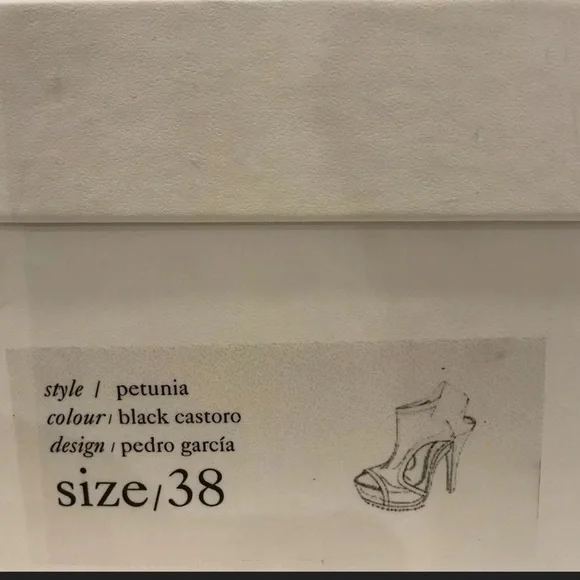 style / petunia
colour / black castoro
design / pedro garcía
size/38